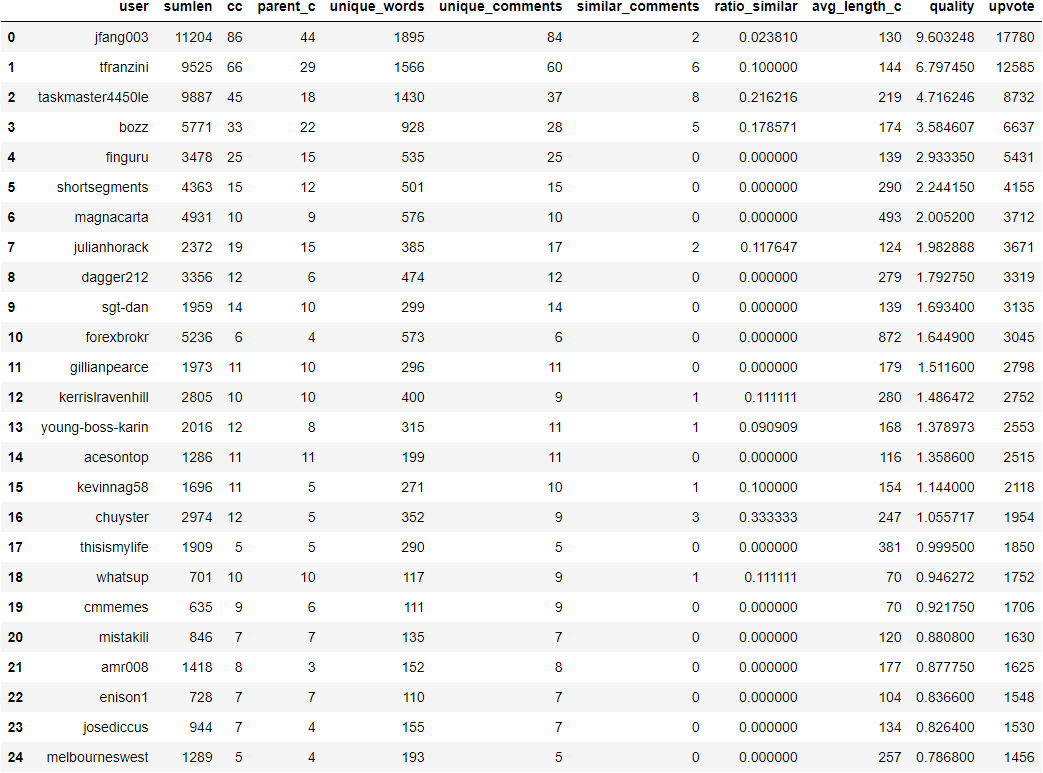 user sumlen cc parent_c unique_words unique_comments similar_comments ratio_similar avg_length_c quality upvote
0 jfang003 11204 86 44 1895 84 2 0.023810 130 9.603248 17780
1 tfranzini 9525 66 29 1566 60 6 0.100000 144 6.797450 12585
2 taskmaster4450le 9887 45 18 1430 37 8 0.216216 219 4.716246 8732
3 bozz 5771 33 22 928 28 5 0.178571 174 3.584607 6637
4 finguru 3478 25 15 535 25 0 0.000000 139 2.933350 5431
5 shortsegments 4363 15 12 501 15 0 0.000000 290 2.244150 4155
6 magnacarta 4931 10 9 576 10 0 0.000000 493 2.005200 3712
7 julianhorack 2372 19 15 385 17 2 0.117647 124 1.982888 3671
8 dagger212 3356 12 6 474 12 0 0.000000 279 1.792750 3319
9 sgt-dan 1959 14 10 299 14 0 0.000000 139 1.693400 3135
10 forexbrokr 5236 6 4 573 6 0 0.000000 872 1.644900 3045
11 gillianpearce 1973 11 10 296 11 0 0.000000 179 1.511600 2798
12 kerrislravenhill 2805 10 10 400 9 1 0.111111 280 1.486472 2752
13 young-boss-karin 2016 12 8 315 11 1 0.090909 168 1.378973 2553
14 acesontop 1286 11 11 199 11 0 0.000000 116 1.358600 2515
15 kevinnag58 1696 11 5 271 10 1 0.100000 154 1.144000 2118
16 chuyster 2974 12 5 352 9 3 0.333333 247 1.055717 1954
17 thisismylife 1909 5 5 290 5 0 0.000000 381 0.999500 1850
18 whatsup 701 10 10 117 9 1 0.111111 70 0.946272 1752
19 cmmemes 635 9 6 111 9 0 0.000000 70 0.921750 1706
20 mistakili 846 7 7 135 7 0 0.000000 120 0.880800 1630
21 amr008 1418 8 3 152 8 0 0.000000 177 0.877750 1625
22 enison1 728 7 7 110 7 0 0.000000 104 0.836600 1548
23 josediccus 944 7 4 155 7 0 0.000000 134 0.826400 1530
24 melbourneswest 1289 5 4 193 5 0 0.000000 257 0.786800 1456